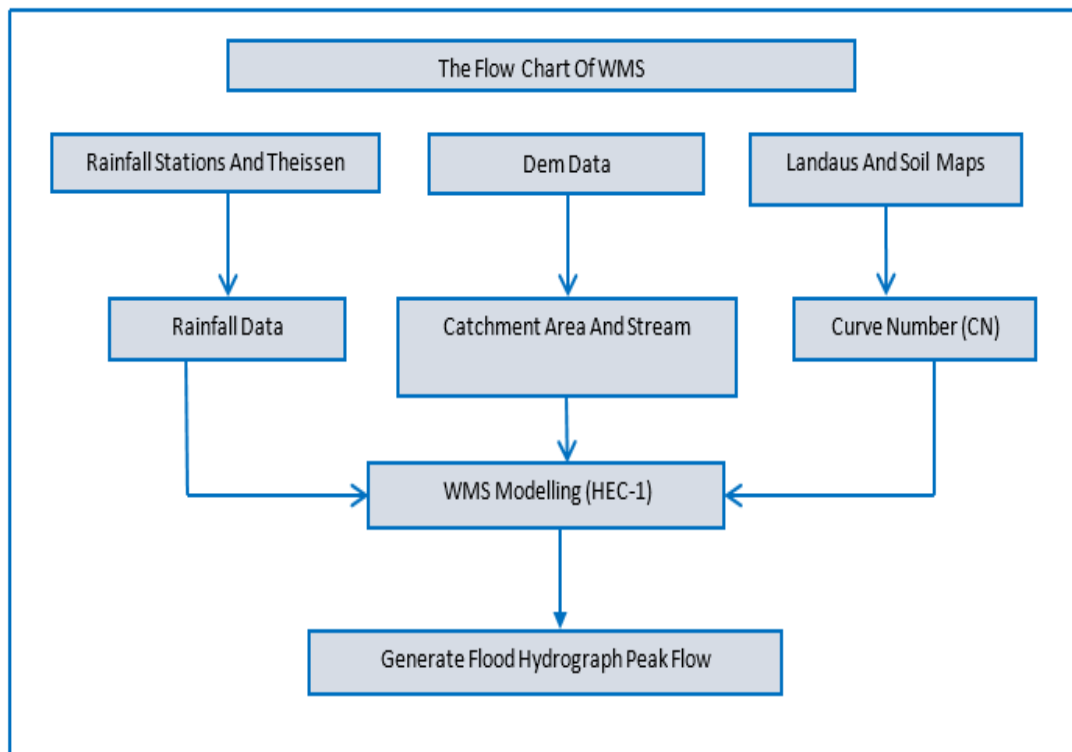 The Flow Chart Of WMS
Rainfall Stations And Theissen
Dem Data
Landaus And Soil Maps
Rainfall Data
Catchment Area And Stream
Curve Number (CN)
WMS Modelling (HEC-1)
Generate Flood Hydrograph Peak Flow